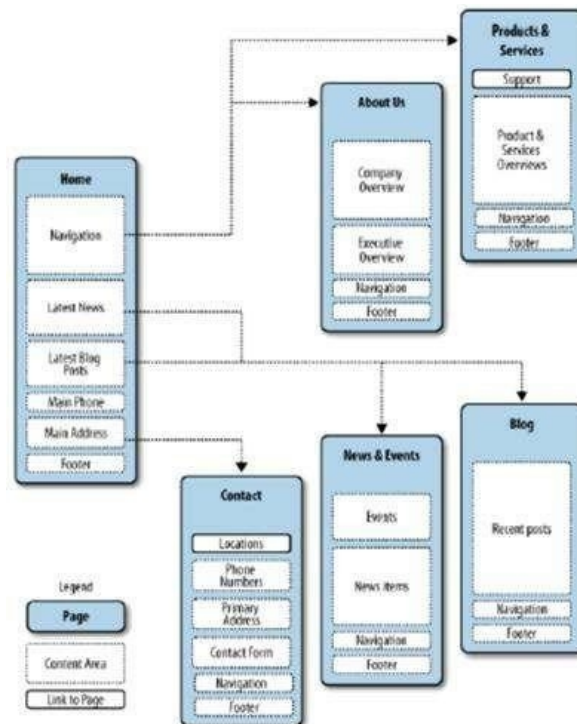 Products &
Services
Support
Product &
Services
Overviews
Navigation
Footer
About Us
Company
Overview
Executive
Overview
Navigation
Footer
Home
Navigation
Latest News
Latest Blog
Posts
Main Phone
Main Address
Footer
Contact
Locations
Phone
Numbers
Primary
Address
Contact Form
Navigation
Footer
News & Events
Events
News items
Navigation
Footer
Blog
Recent posts
Navigation
Footer
Legend
Page
Content Area
Link to Page